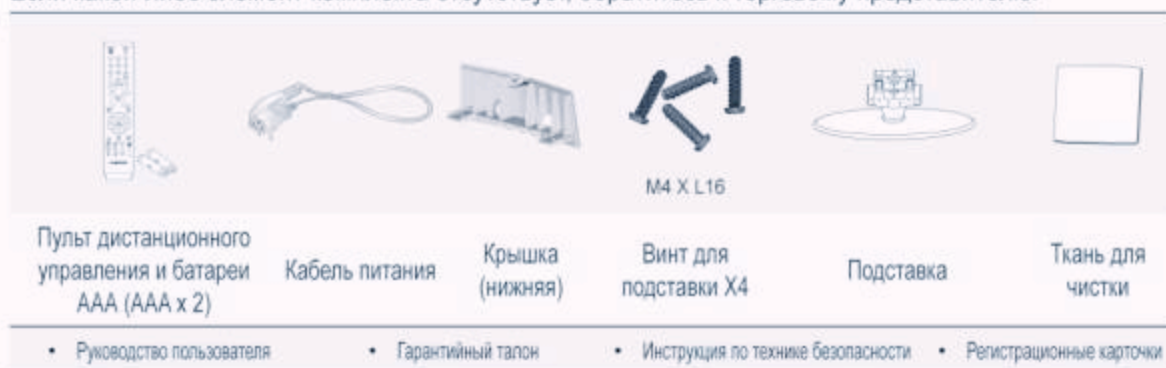 M4 X L16
Пульт дистанционного
управления и батареи
AAA (AAA x 2)
Кабель питания
Крышка
(нижняя)
Винт для
подставки X4
Подставка
Ткань для
чистки
• Руководство пользователя • Гарантийный талон • Инструкция по технике безопасности • Регистрационные карточки